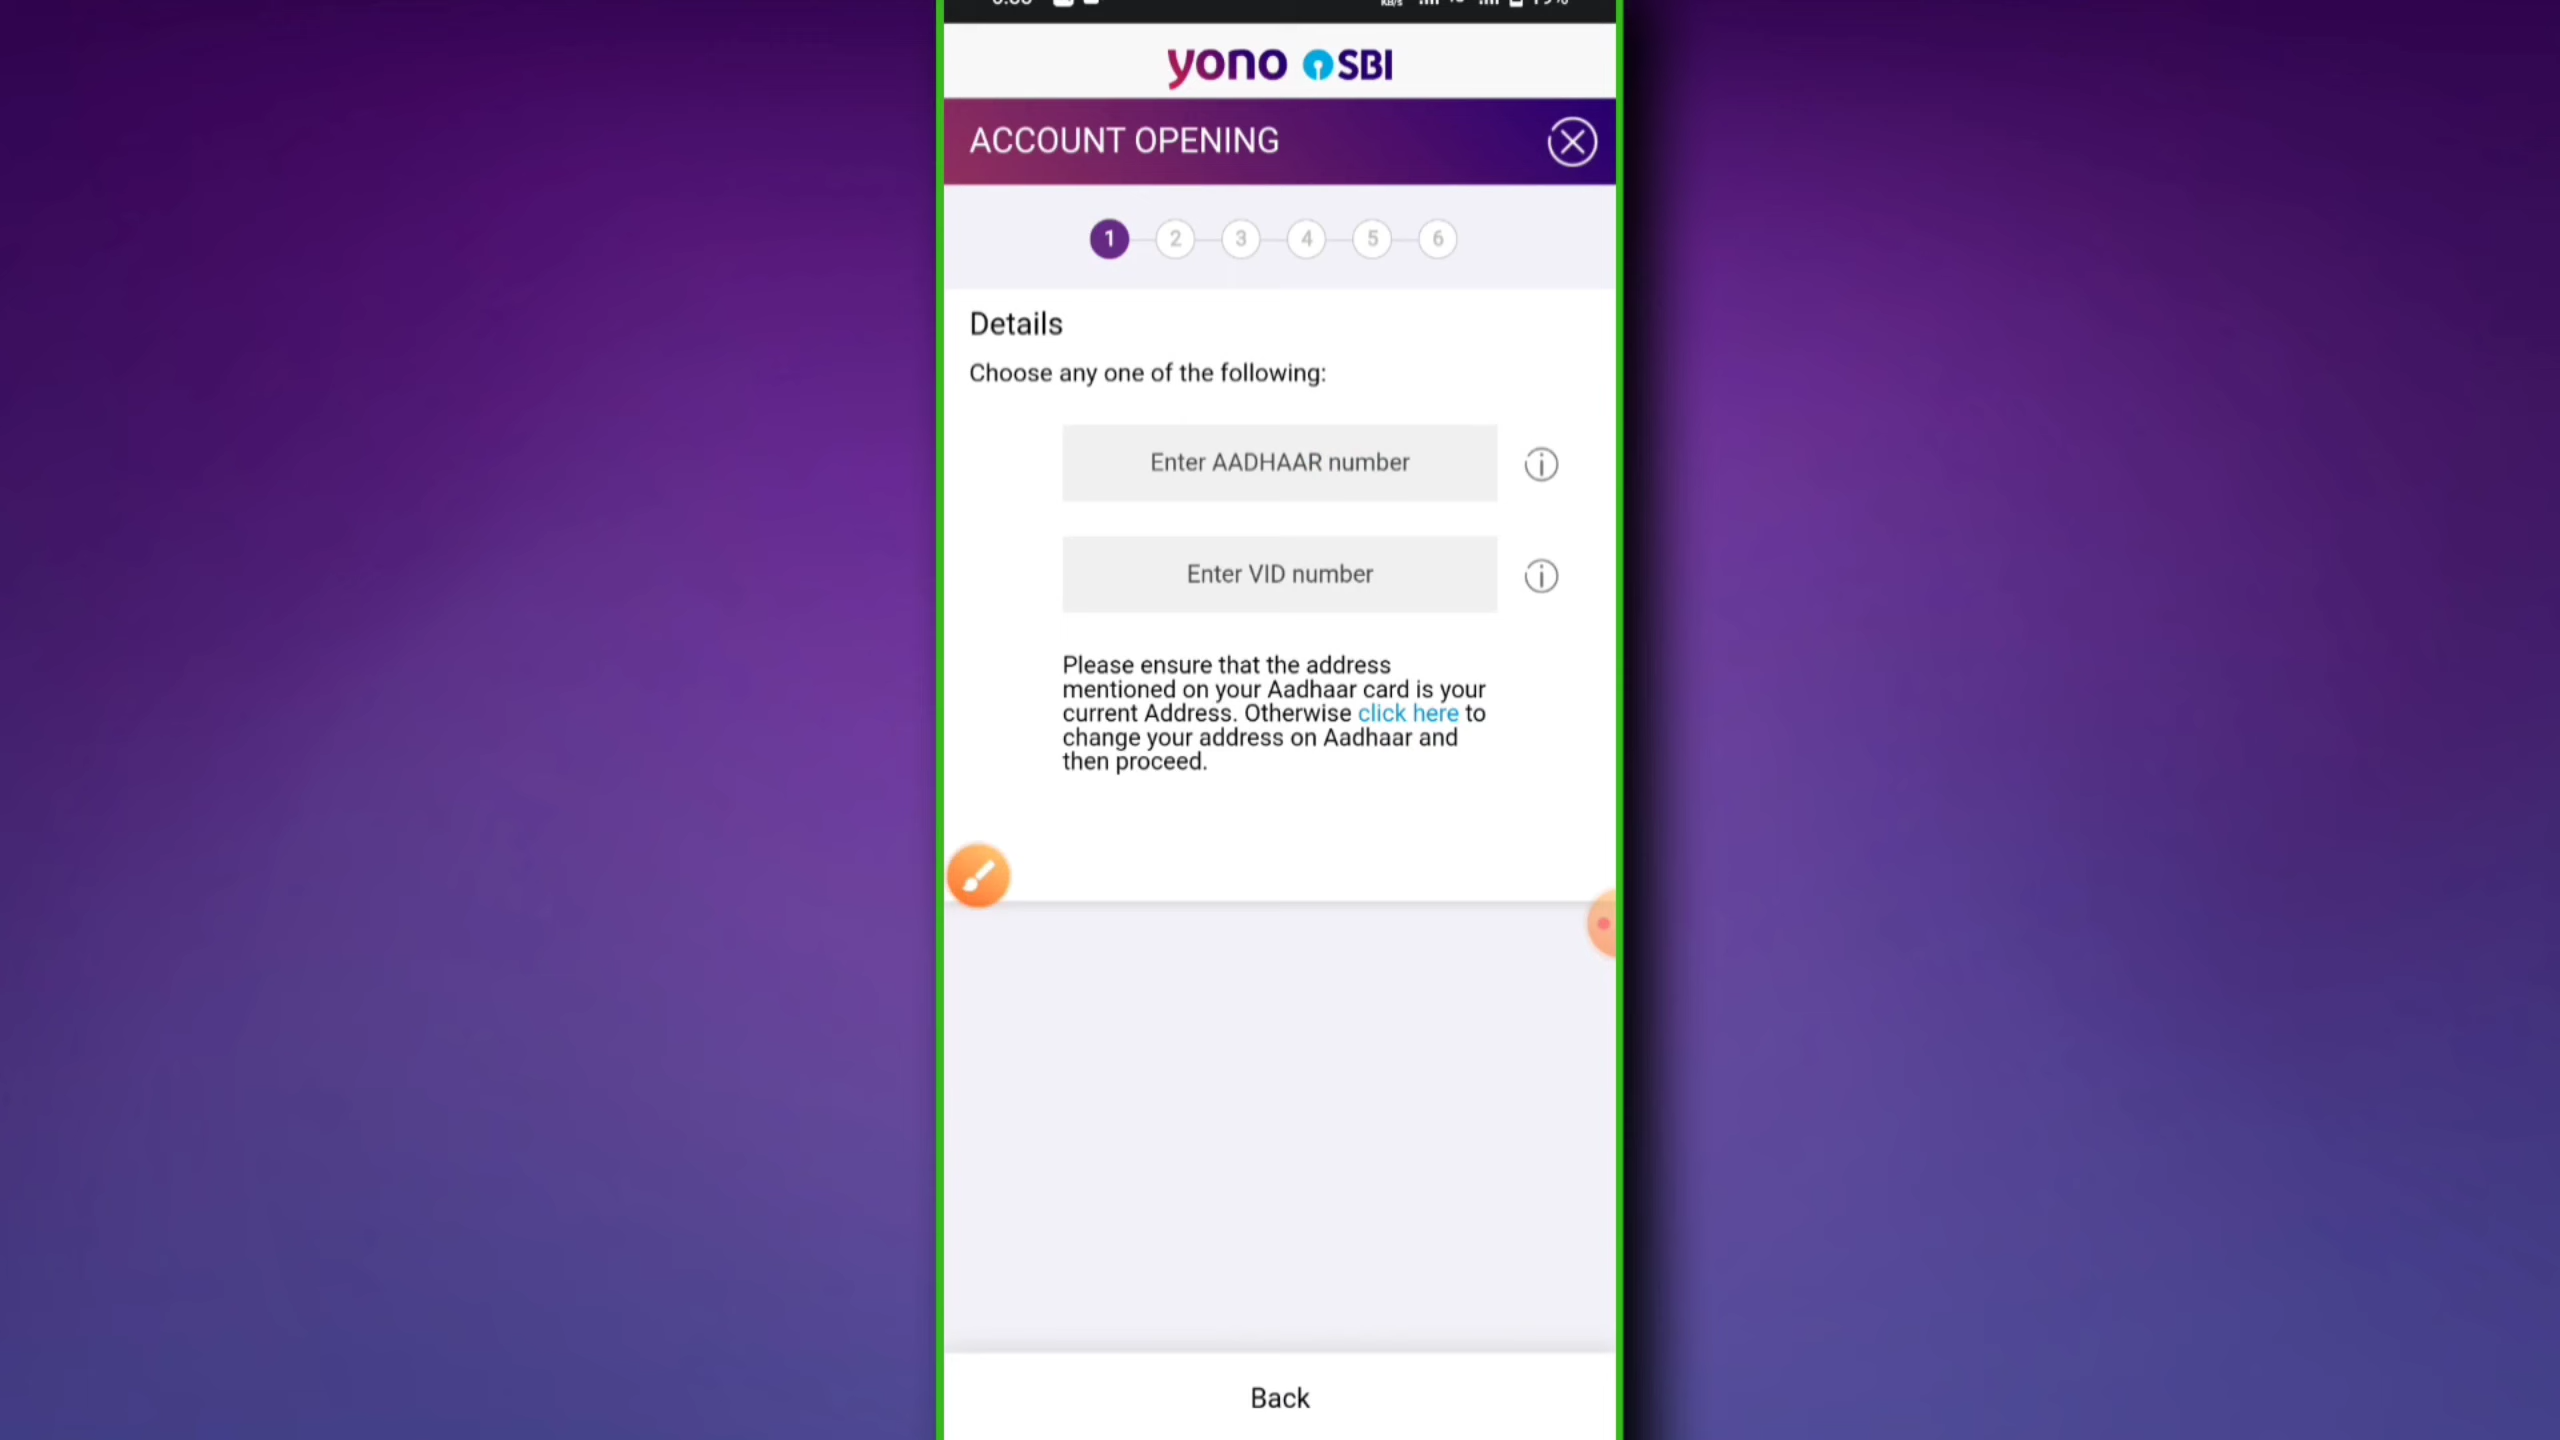 yono SBI
ACCOUNT OPENING
1 2 3 4 5 6
Details
Choose any one of the following:
Enter AADHAAR number
Enter VID number
Please ensure that the address
mentioned on your Aadhaar card is your
current Address. Otherwise click here to
change your address on Aadhaar and
then proceed.
Back